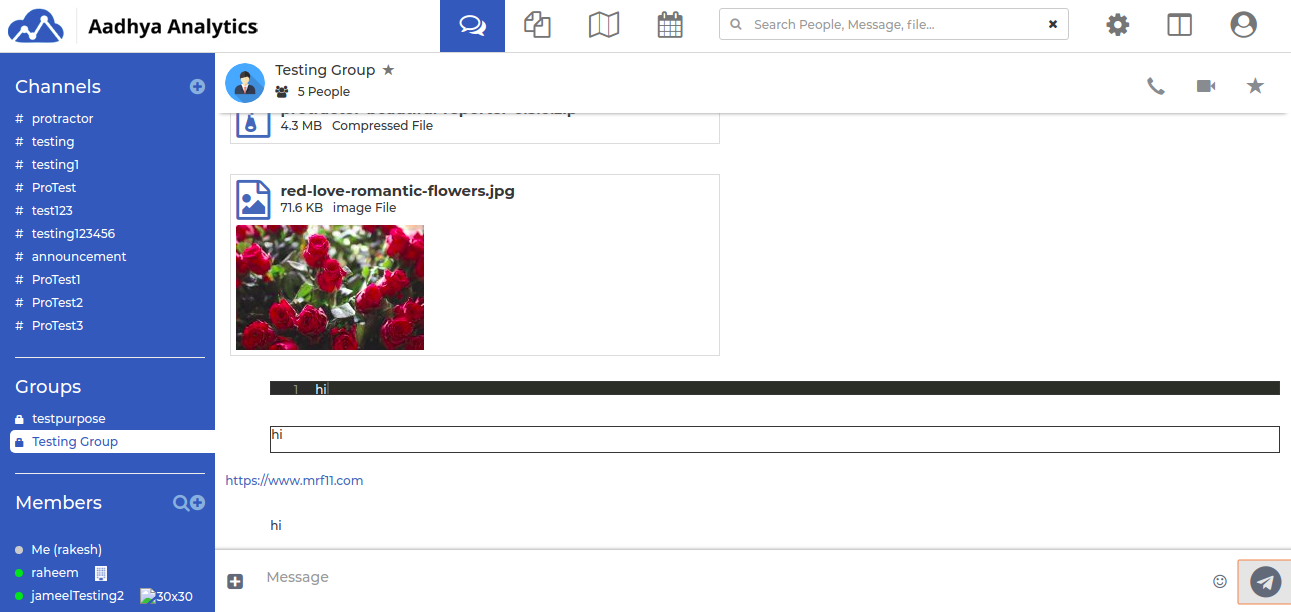 Aadhya Analytics
Search People, Message, file...
Channels
# protractor
# testing
# testing1
# ProTest
# test123
# testing123456
# announcement
# ProTest1
# ProTest2
# ProTest3
Groups
testpurpose
Testing Group
Members
Me (rakesh)
raheem
jameelTesting2 30x30
Testing Group
5 People
4.3 MB Compressed File
red-love-romantic-flowers.jpg
71.6 KB image File
1 hi
hi
https://www.mrf11.com
hi
Message